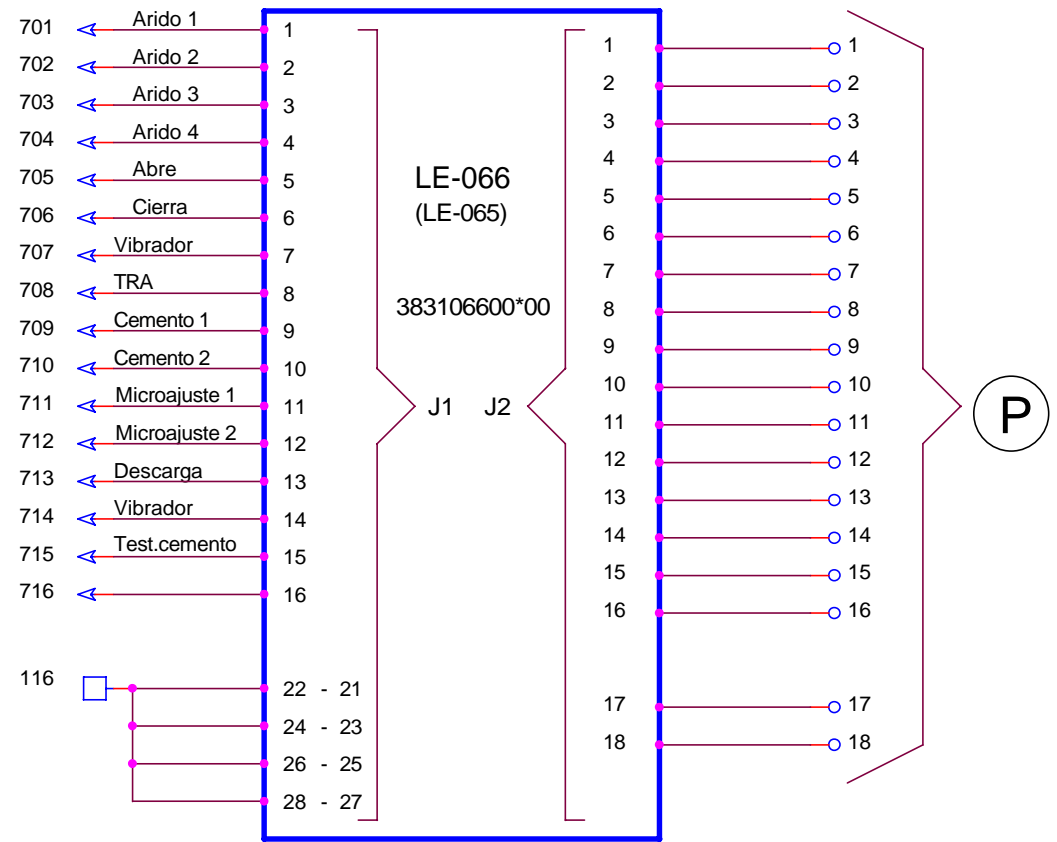 701 Arido 1 1
702 Arido 2 2
703 Arido 3 3
704 Arido 4 4
705 Abre 5
706 Cierra 6
707 Vibrador 7
708 TRA 8
709 Cemento 1 9
710 Cemento 2 10
711 Microajuste 1 11
712 Microajuste 2 12
713 Descarga 13
714 Vibrador 14
715 Test.cemento 15
716 16
116 22 - 21
24 - 23
26 - 25
28 - 27
LE-066
(LE-065)
383106600*00
J1 J2
1 1
2 2
3 3
4 4
5 5
6 6
7 7
8 8
9 9
10 10
11 11
12 12
13 13
14 14
15 15
16 16
17 17
18 18
P